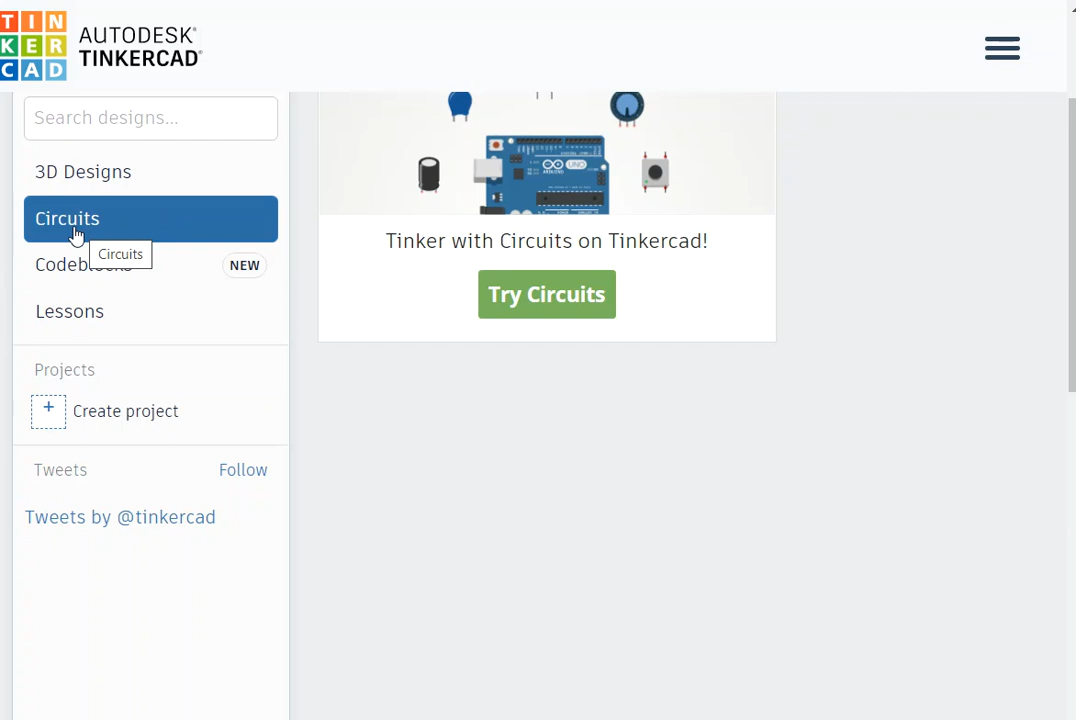 TIN
KER
CAD
AUTODESK®
TINKERCAD®
Search designs...
3D Designs
Circuits
Circuits
Codeblocks
NEW
Lessons
Projects
+
Create project
Tweets
Follow
Tweets by @tinkercad
UNO
Tinker with Circuits on Tinkercad!
Try Circuits